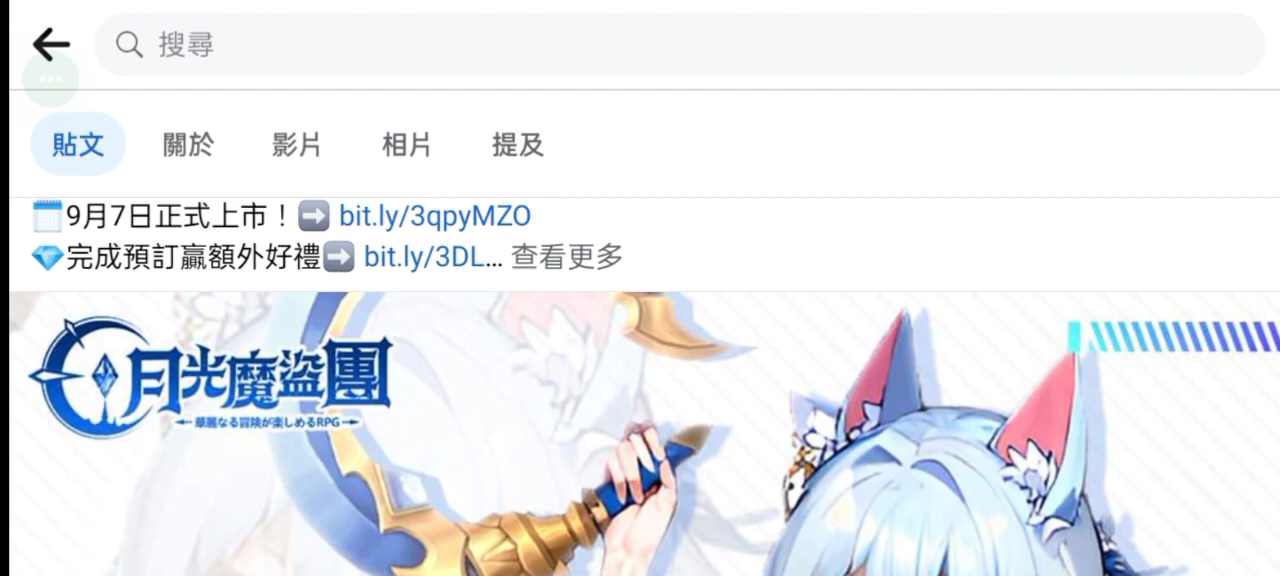 搜尋
貼文 關於 影片 相片 提及
9月7日正式上市！ bit.ly/3qpyMZO
完成預訂贏額外好禮 bit.ly/3DL... 查看更多
月光魔盜團
華麗なる冒険が楽しめるRPG